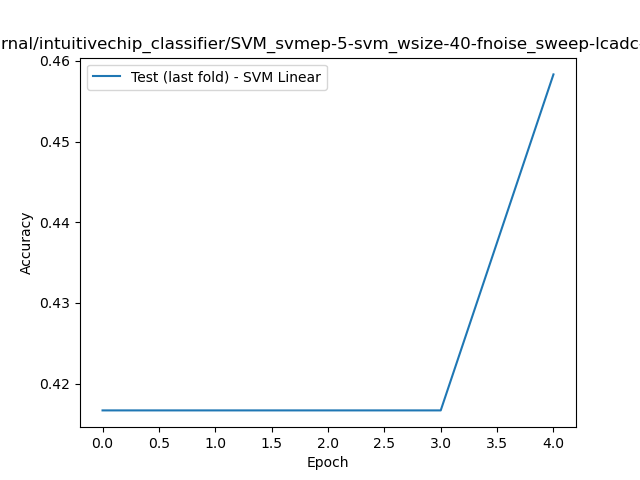 rnal/intuitivechip_classifier/SVM_svmep-5-svm_wsize-40-fnoise_sweep-lcadc
Test (last fold) - SVM Linear
Accuracy
0.46
0.45
0.44
0.43
0.42
0.0 0.5 1.0 1.5 2.0 2.5 3.0 3.5 4.0
Epoch